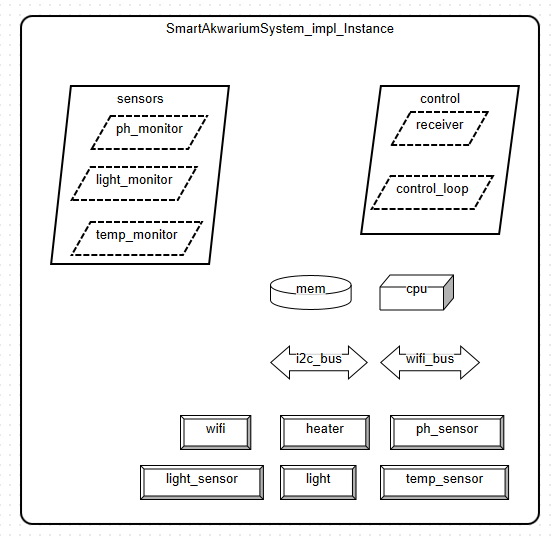 SmartAkwariumSystem_impl_Instance
sensors
ph_monitor
light_monitor
temp_monitor
control
receiver
control_loop
mem
cpu
i2c_bus
wifi_bus
wifi
heater
ph_sensor
light_sensor
light
temp_sensor